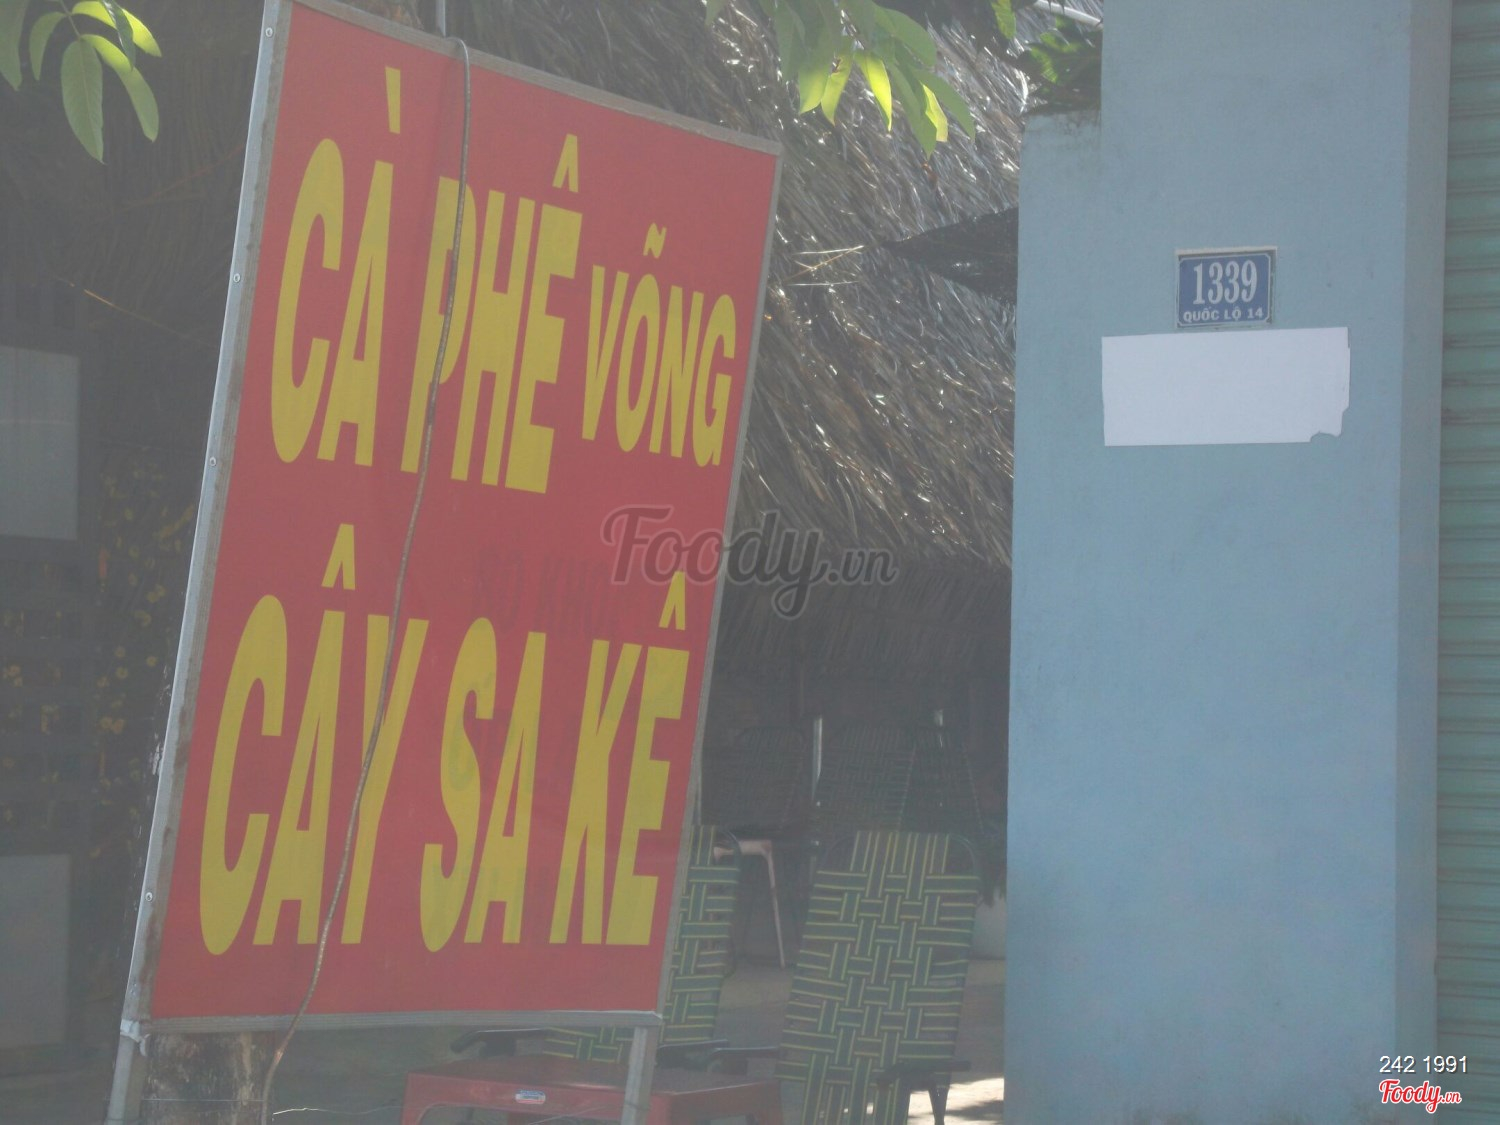 CÀ PHÊ VÕNG
CÂY SA KÊ
1339
QUỐC LỘ 14
Foody.vn
242 1991
Foody.vn